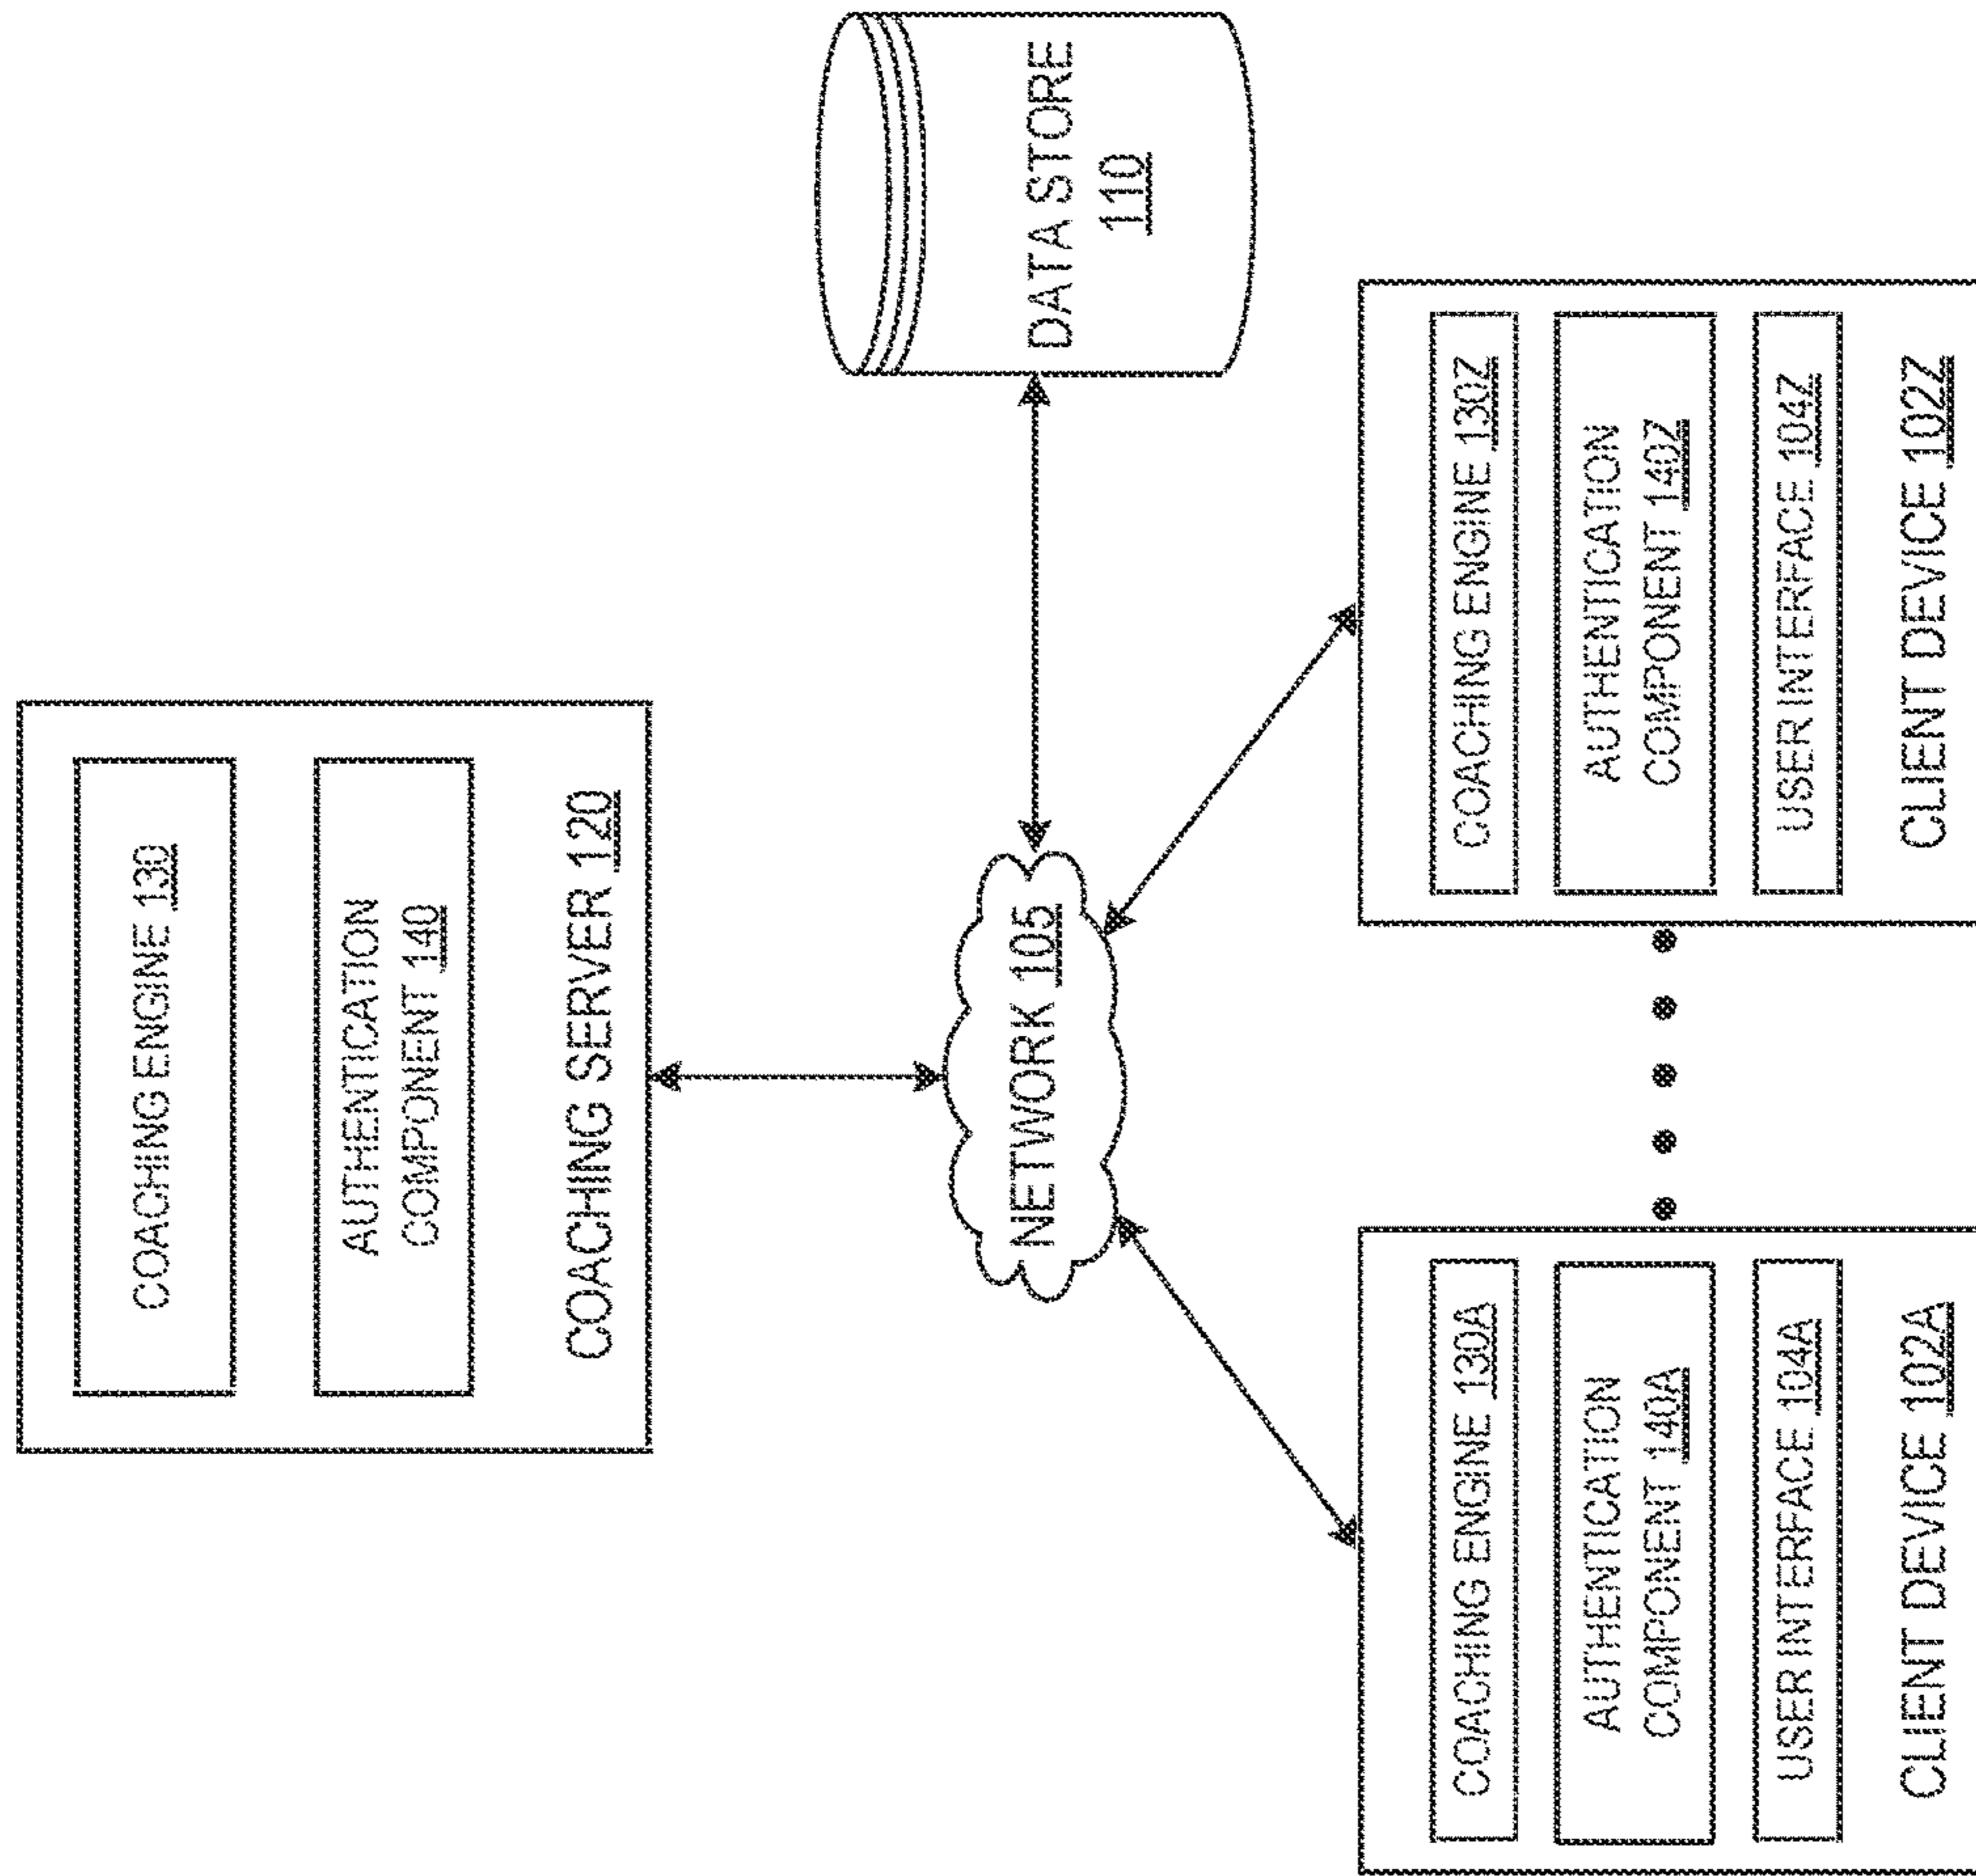 COACHING ENGINE 130
AUTHENTICATION
COMPONENT 140
COACHING SERVER 120
NETWORK 105
DATA STORE
110
COACHING ENGINE 130A
AUTHENTICATION
COMPONENT 140A
USER INTERFACE 104A
CLIENT DEVICE 102A
COACHING ENGINE 130Z
AUTHENTICATION
COMPONENT 140Z
USER INTERFACE 104Z
CLIENT DEVICE 102Z